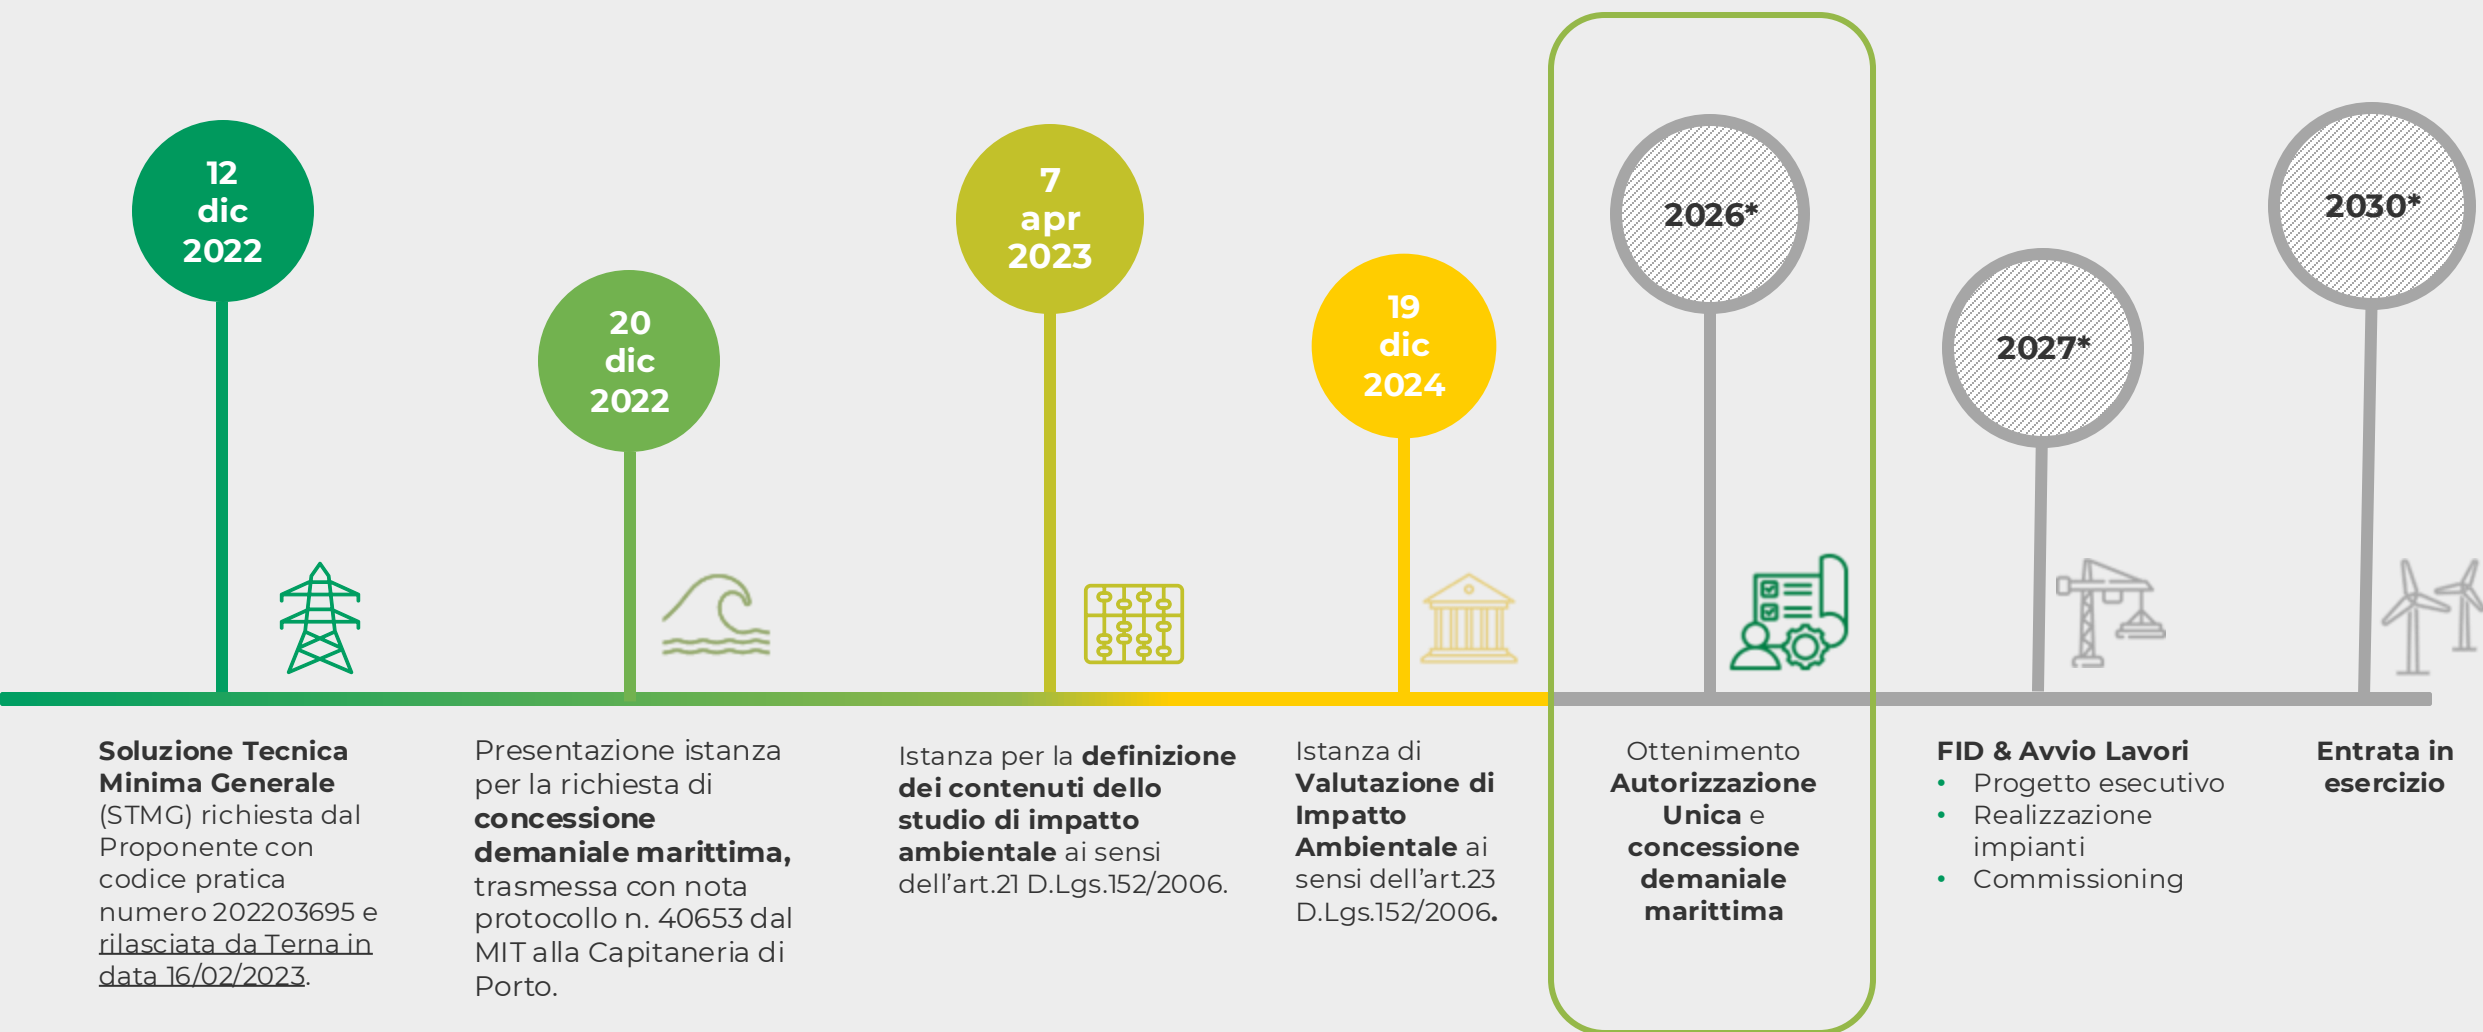 12
dic
2022
20
dic
2022
7
apr
2023
19
dic
2024
2026*
2027*
2030*
Soluzione Tecnica
Minima Generale
(STMG) richiesta dal
Proponente con
codice pratica
numero 202203695 e
rilasciata da Terna in
data 16/02/2023.
Presentazione istanza
per la richiesta di
concessione
demaniale marittima,
trasmessa con nota
protocollo n. 40653 dal
MIT alla Capitaneria di
Porto.
Istanza per la definizione
dei contenuti dello
studio di impatto
ambientale ai sensi
dell’art.21 D.Lgs.152/2006.
Istanza di
Valutazione di
Impatto
Ambientale ai
sensi dell’art.23
D.Lgs.152/2006.
Ottenimento
Autorizzazione
Unica e
concessione
demaniale
marittima
FID & Avvio Lavori
• Progetto esecutivo
• Realizzazione
impianti
• Commissioning
Entrata in
esercizio